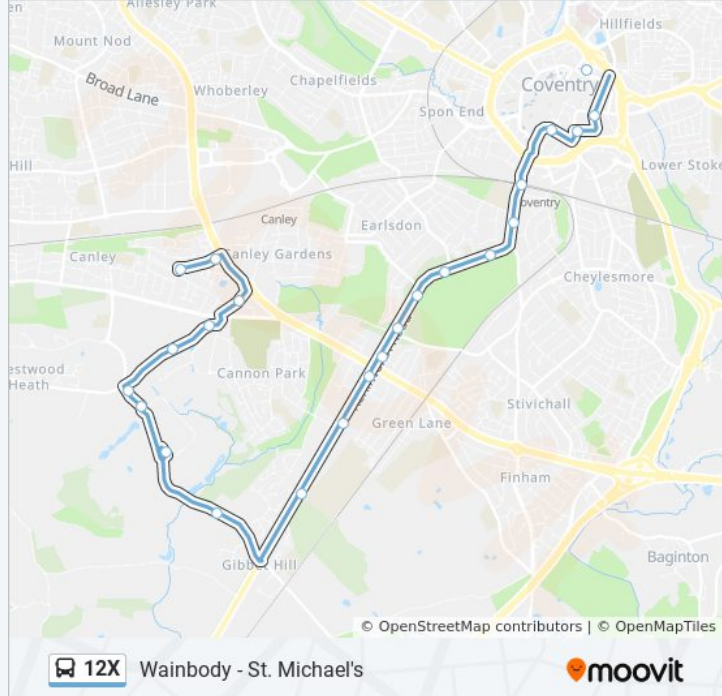 Allesley Park
Hillfields
Mount Nod
Broad Lane
Whoberley
Chapelfields
Coventry
Spon End
Hill
Lower Stoke
Coventry
Canley
Earlsdon
Canley
Canley Gardens
Cheylesmore
Cannon Park
Heath
Stivichall
Green Lane
Finham
Gibbet Hill
Baginton
© OpenStreetMap contributors | © OpenMapTiles
12X Wainbody - St. Michael's
moovit